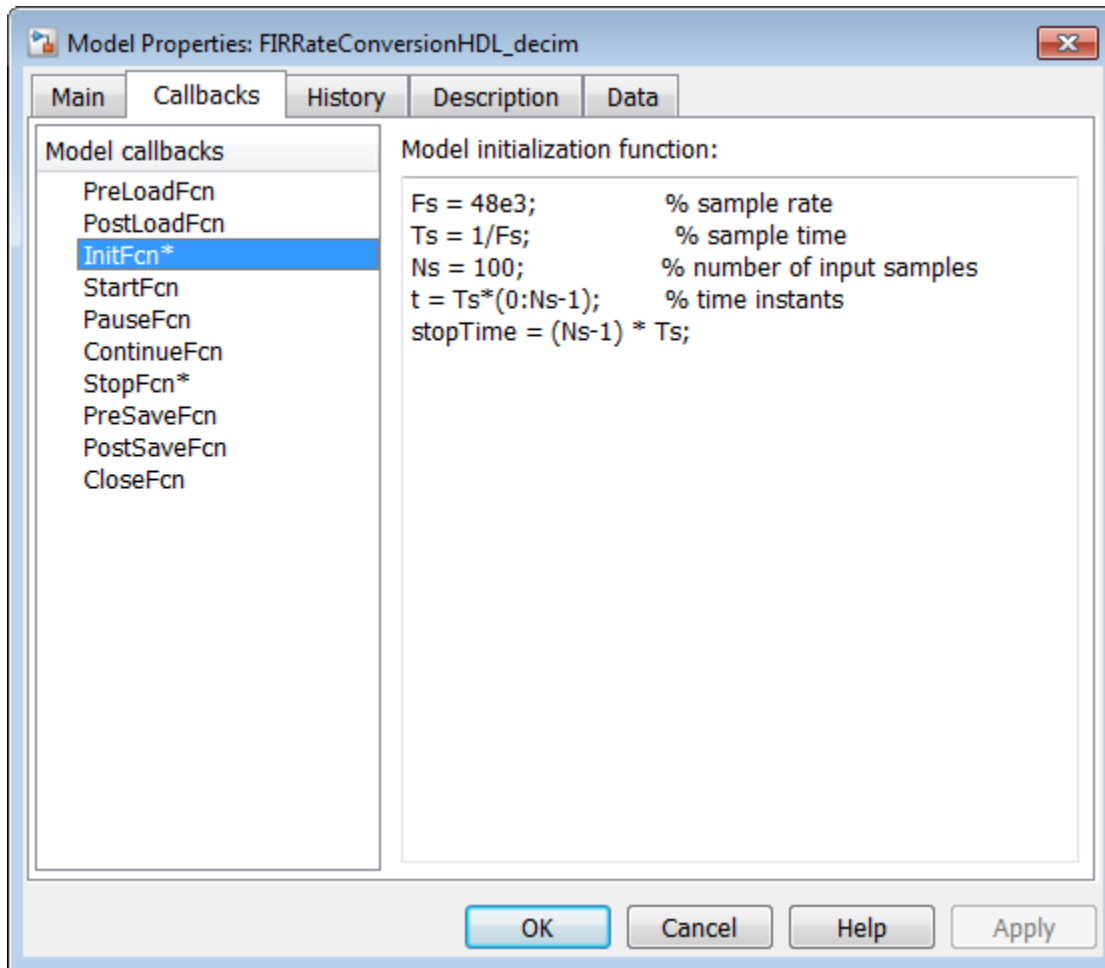 Model Properties: FIRRateConversionHDL_decim
Main Callbacks History Description Data
Model callbacks
PreLoadFcn
PostLoadFcn
InitFcn*
StartFcn
PauseFcn
ContinueFcn
StopFcn*
PreSaveFcn
PostSaveFcn
CloseFcn
Model initialization function:
Fs = 48e3; % sample rate
Ts = 1/Fs; % sample time
Ns = 100; % number of input samples
t = Ts*(0:Ns-1); % time instants
stopTime = (Ns-1) * Ts;
OK Cancel Help Apply